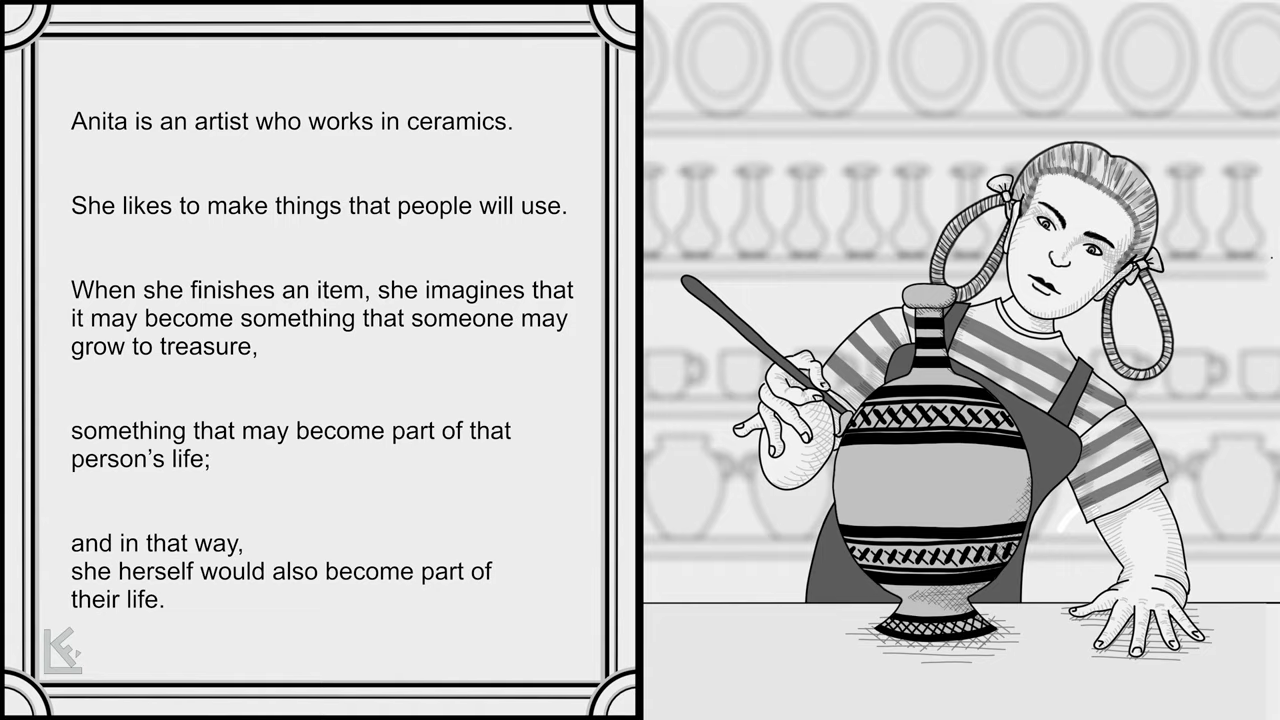 Anita is an artist who works in ceramics.
She likes to make things that people will use.
When she finishes an item, she imagines that
it may become something that someone may
grow to treasure,
something that may become part of that
person’s life;
and in that way,
she herself would also become part of
their life.